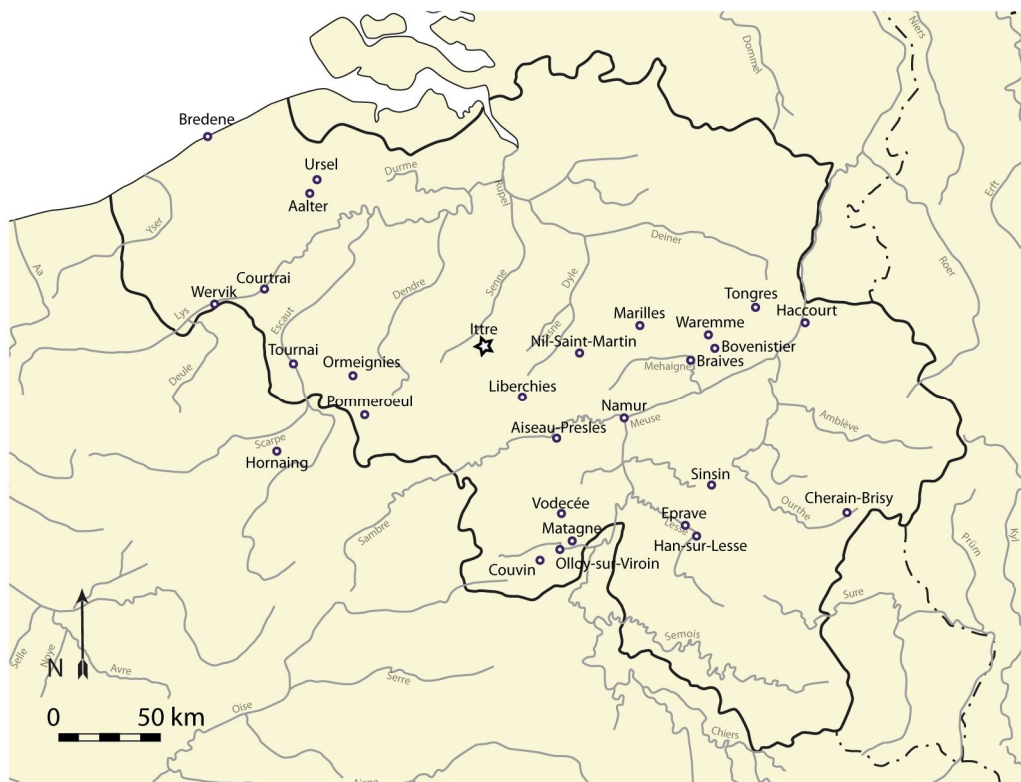 Niers
Dommel
Bredene
Ursel
Durme
Aalter
Rupel
Erft
Yser
Deiner
Aa
Roer
Dyle
Senne
Courtrai
Dendre
Wervik
Lys
Escaut
Tongres
Haccourt
Marilles
Waremme
Ittre
Nil-Saint-Martin
Bovenistier
Tournai
Ormeignies
Mehaigne
Braives
Deule
Liberchies
Pommeroeul
Namur
Meuse
Amblève
Aiseau-Presles
Scarpe
Hornaing
Sinsin
Cherain-Brisy
Ourthe
Vodecée
Eprave
Lesse
Sambre
Matagne
Han-sur-Lesse
Prüm
Kyl
Couvin
Olloy-sur-Viroin
Sure
Semois
Selle
Noye
N
Avre
Serre
Oise
0 50 km
Chiers